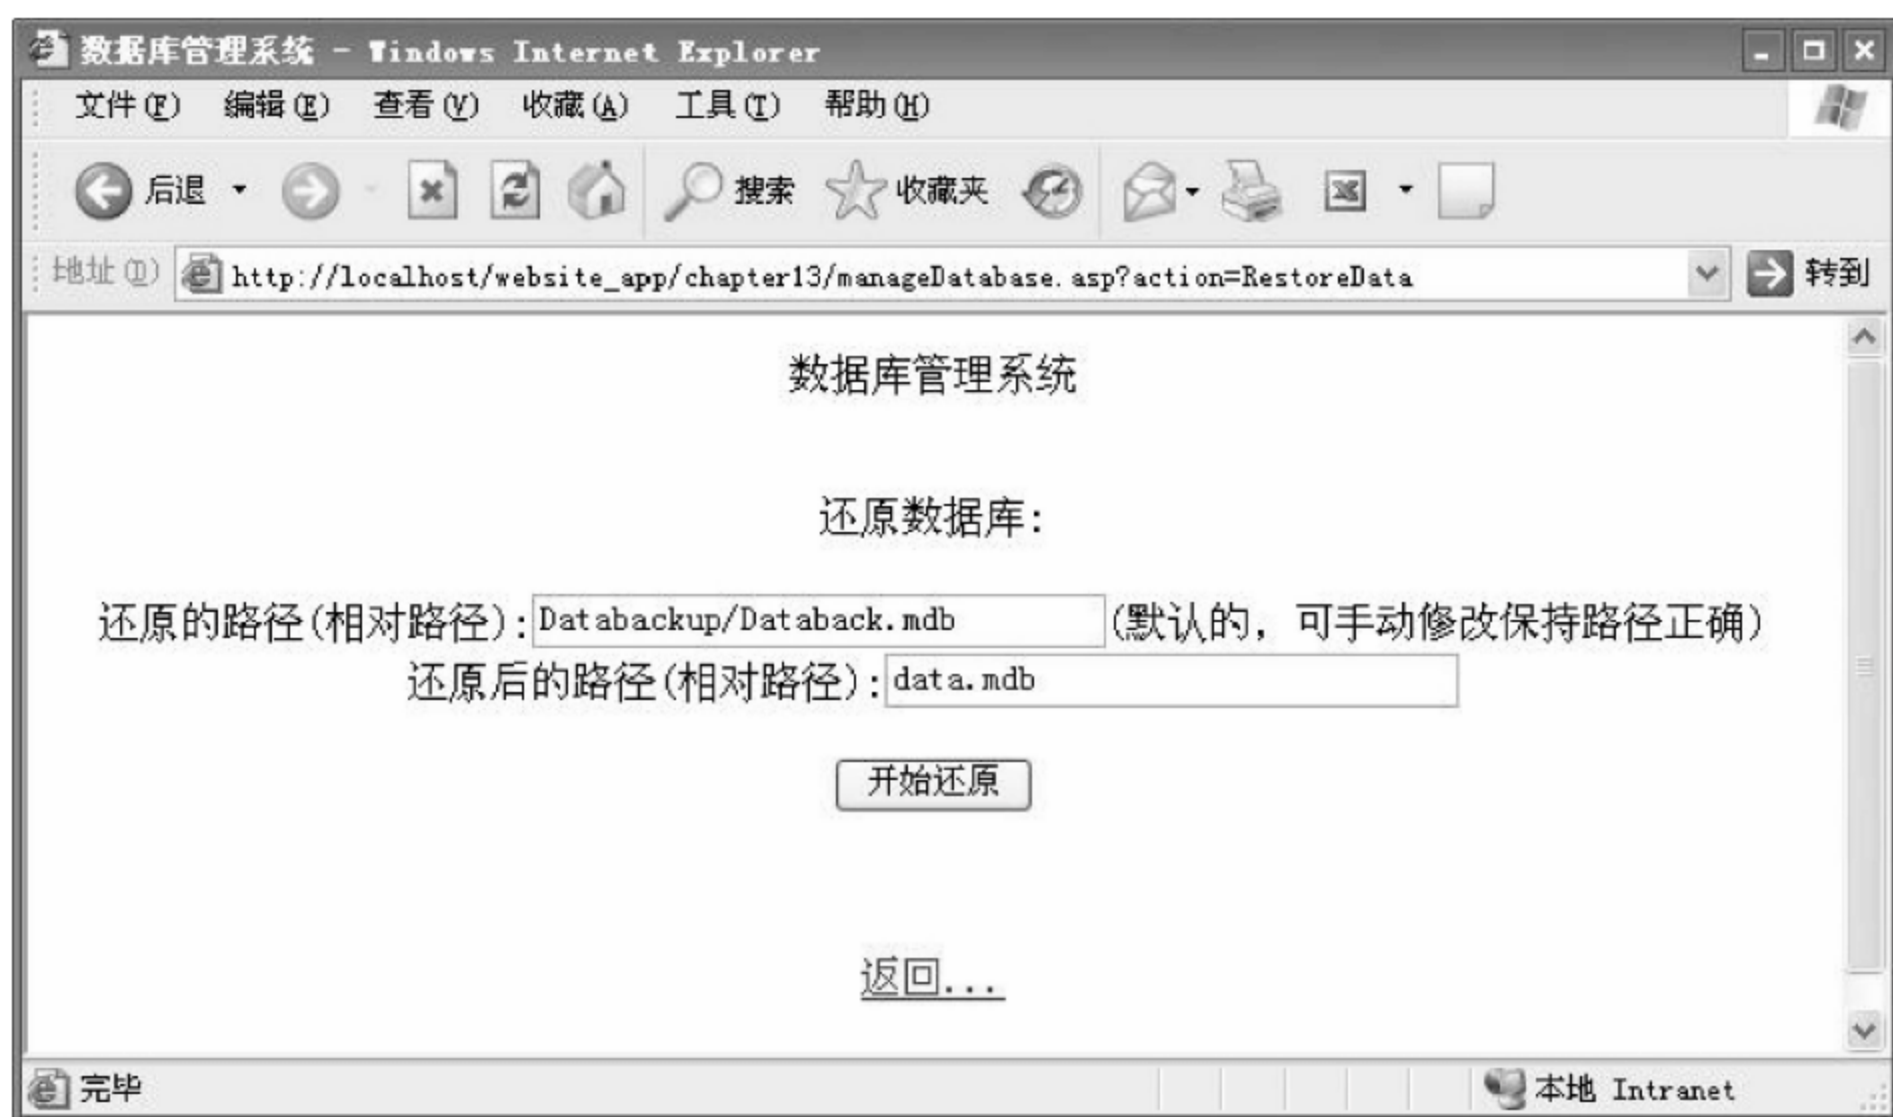 数据库管理系统 - Windows Internet Explorer
文件(F) 编辑(E) 查看(V) 收藏(A) 工具(T) 帮助(H)
后退 搜索 收藏夹
地址(D) http://localhost/website_app/chapter13/manageDatabase.asp?action=RestoreData 转到
数据库管理系统
还原数据库:
还原的路径(相对路径):Databackup/Databack.mdb(默认的，可手动修改保持路径正确)
还原后的路径(相对路径):data.mdb
开始还原
返回...
完毕 本地 Intranet